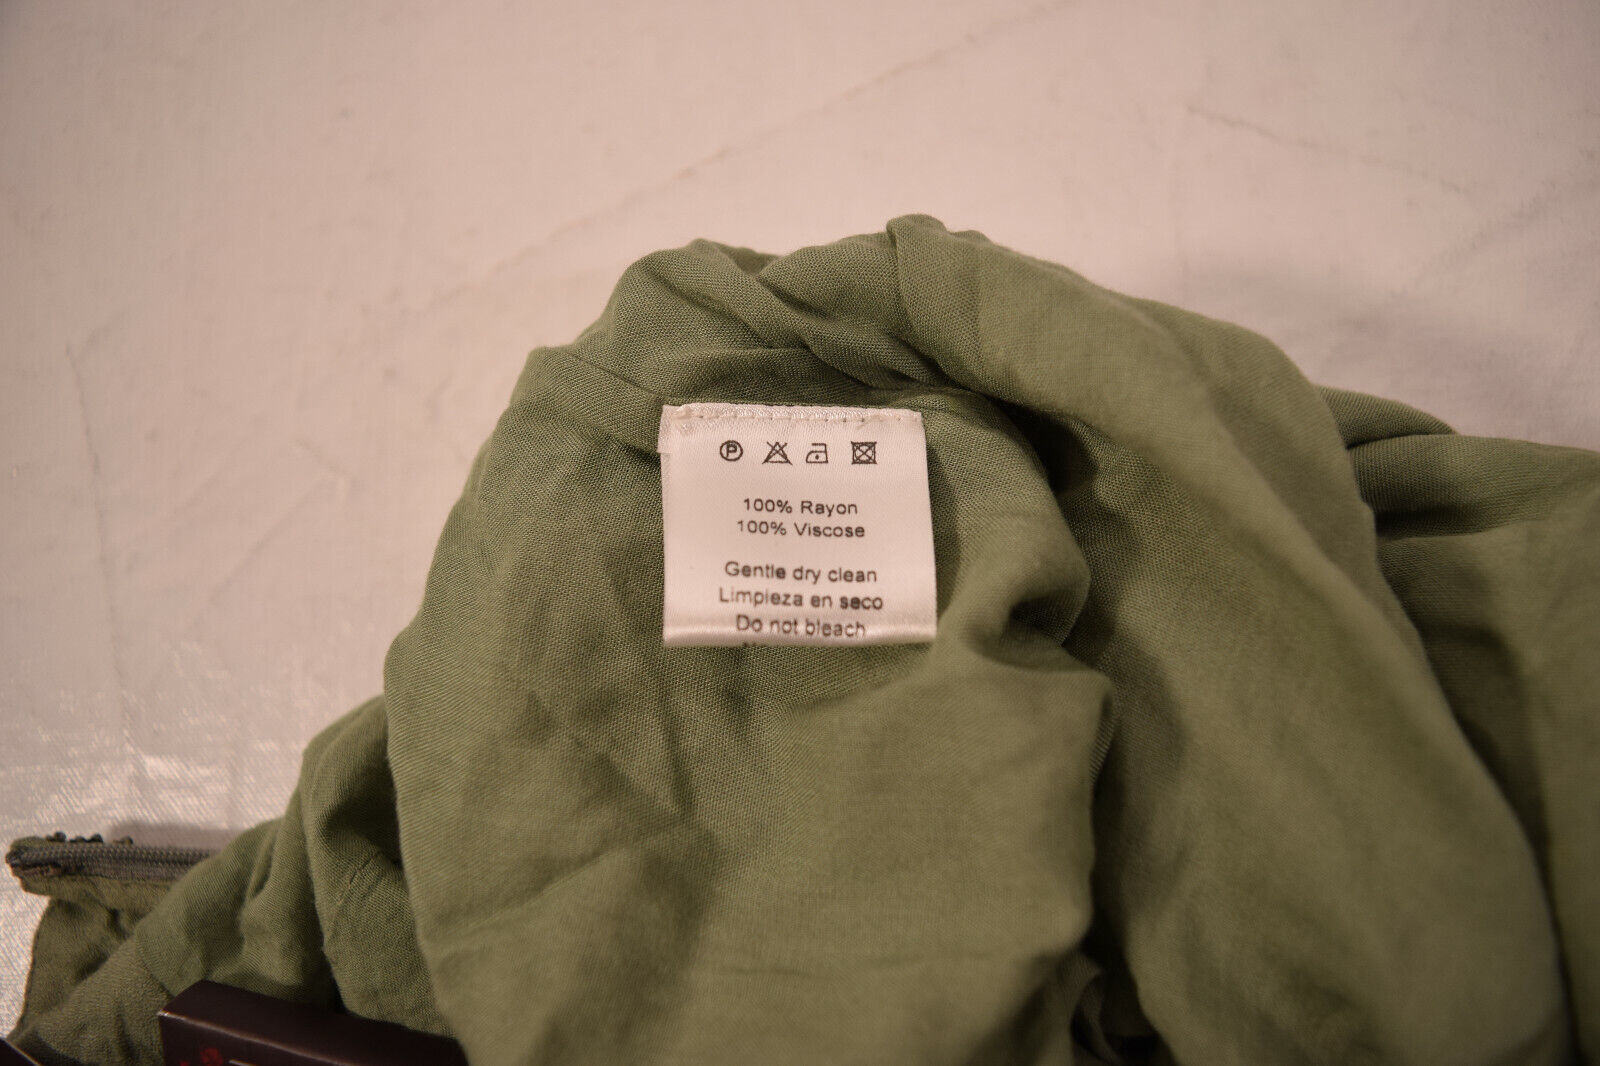 P
100% Rayon
100% Viscose
Gentle dry clean
Limpieza en seco
Do not bleach